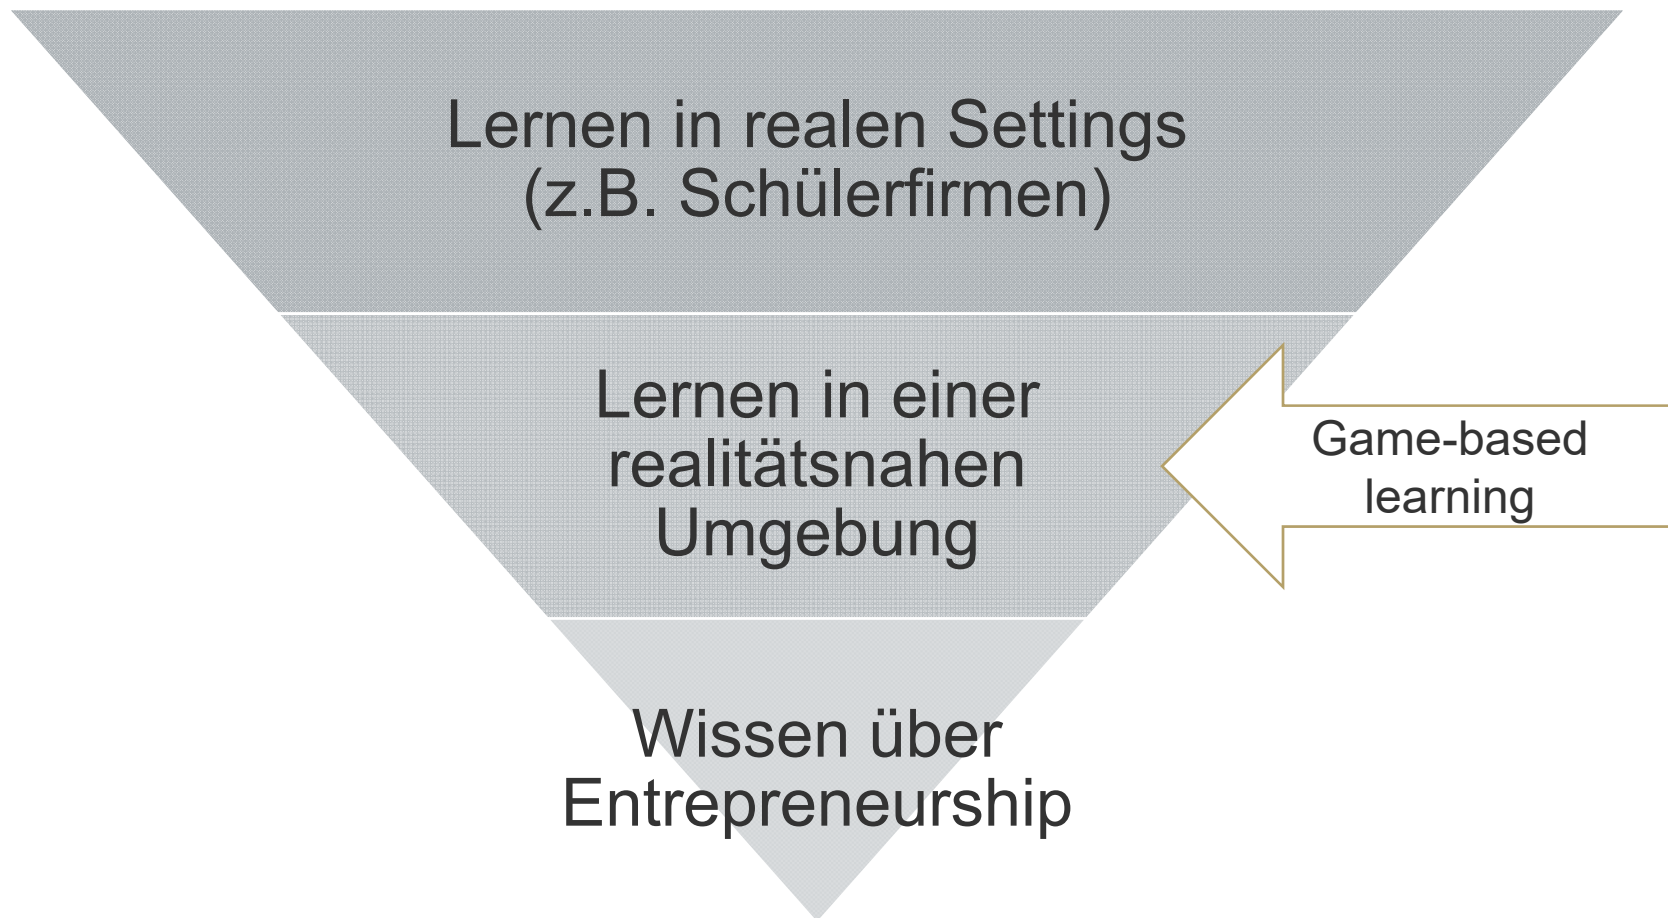 Lernen in realen Settings
(z.B. Schülerfirmen)
Lernen in einer
realitätsnahen
Umgebung
Game-based
learning
Wissen über
Entrepreneurship